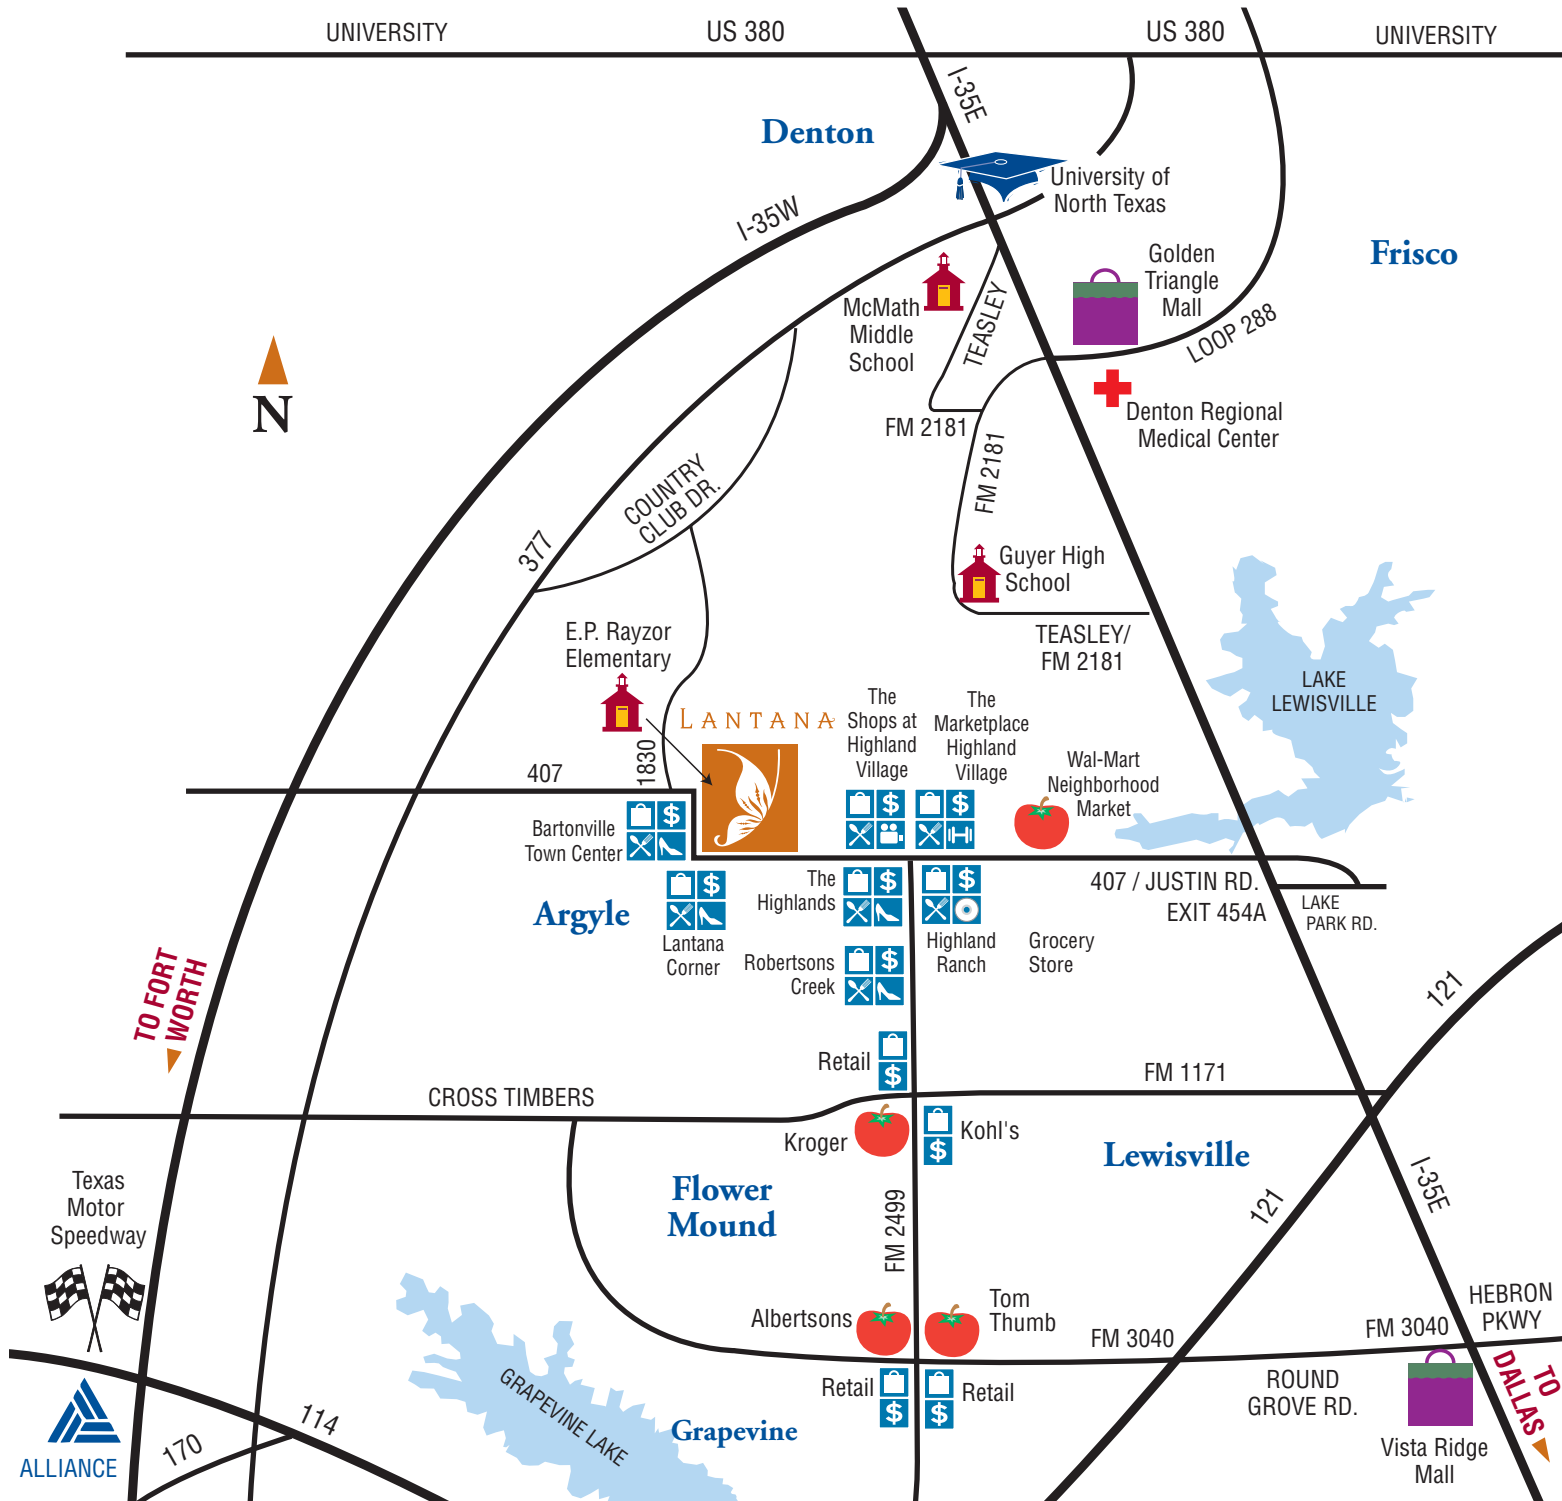 UNIVERSITY
US 380
US 380
UNIVERSITY
I-35E
Denton
University of
North Texas
I-35W
Frisco
Golden
Triangle
Mall
McMath
Middle
School
TEASLEY
LOOP 288
N
Denton Regional
Medical Center
FM 2181
FM 2181
COUNTRY
CLUB DR.
377
Guyer High
School
E.P. Rayzor
Elementary
TEASLEY/
FM 2181
LAKE
LEWISVILLE
LANTANA
The
Shops at
Highland
Village
The
Marketplace
Highland
Village
Wal-Mart
Neighborhood
Market
407
1830
$
$
$
Bartonville
Town Center
407 / JUSTIN RD.
EXIT 454A
LAKE
PARK RD.
Argyle
$
The
Highlands
$
$
Lantana
Corner
Highland
Ranch
Grocery
Store
Robertsons
Creek
$
TO FORT
WORTH
121
Retail
$
FM 1171
CROSS TIMBERS
Kroger
Kohl's
$
Lewisville
Texas
Motor
Speedway
Flower
Mound
FM 2499
121
I-35E
Albertsons
Tom
Thumb
FM 3040
FM 3040
HEBRON
PKWY
GRAPEVINE LAKE
Retail
$
$
Retail
ROUND
GROVE RD.
TO
DALLAS
114
170
Grapevine
ALLIANCE
Vista Ridge
Mall